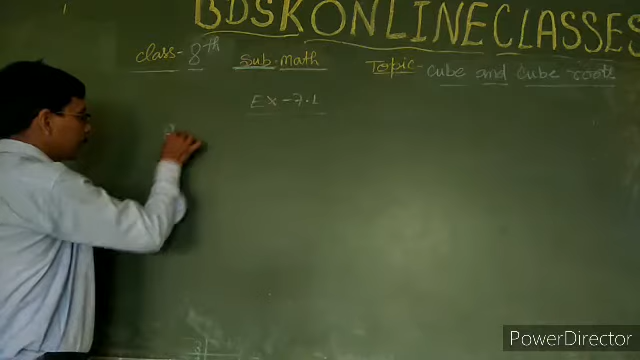 BDSKONLINECLASSES
class- 8th Sub-math Topic- cube and cube roots
Ex-7.1
PowerDirector